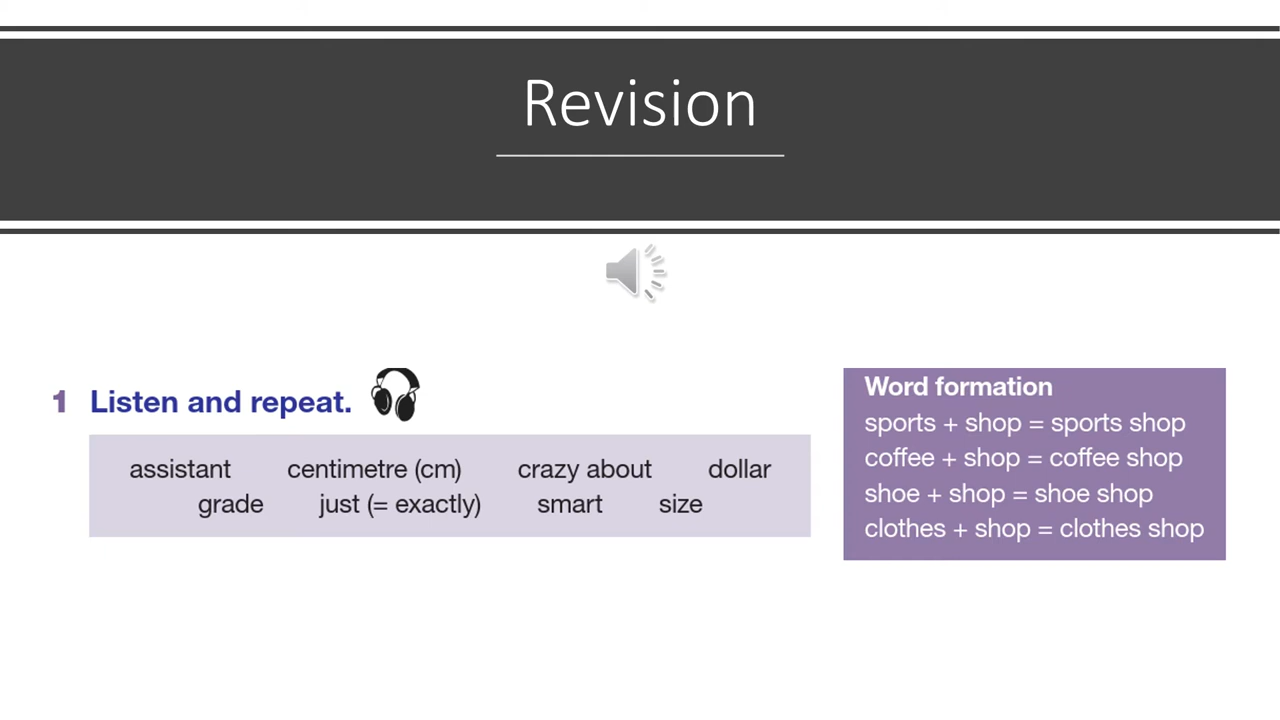 Revision
1 Listen and repeat.
assistant centimetre (cm) crazy about dollar
grade just (= exactly) smart size
Word formation
sports + shop = sports shop
coffee + shop = coffee shop
shoe + shop = shoe shop
clothes + shop = clothes shop